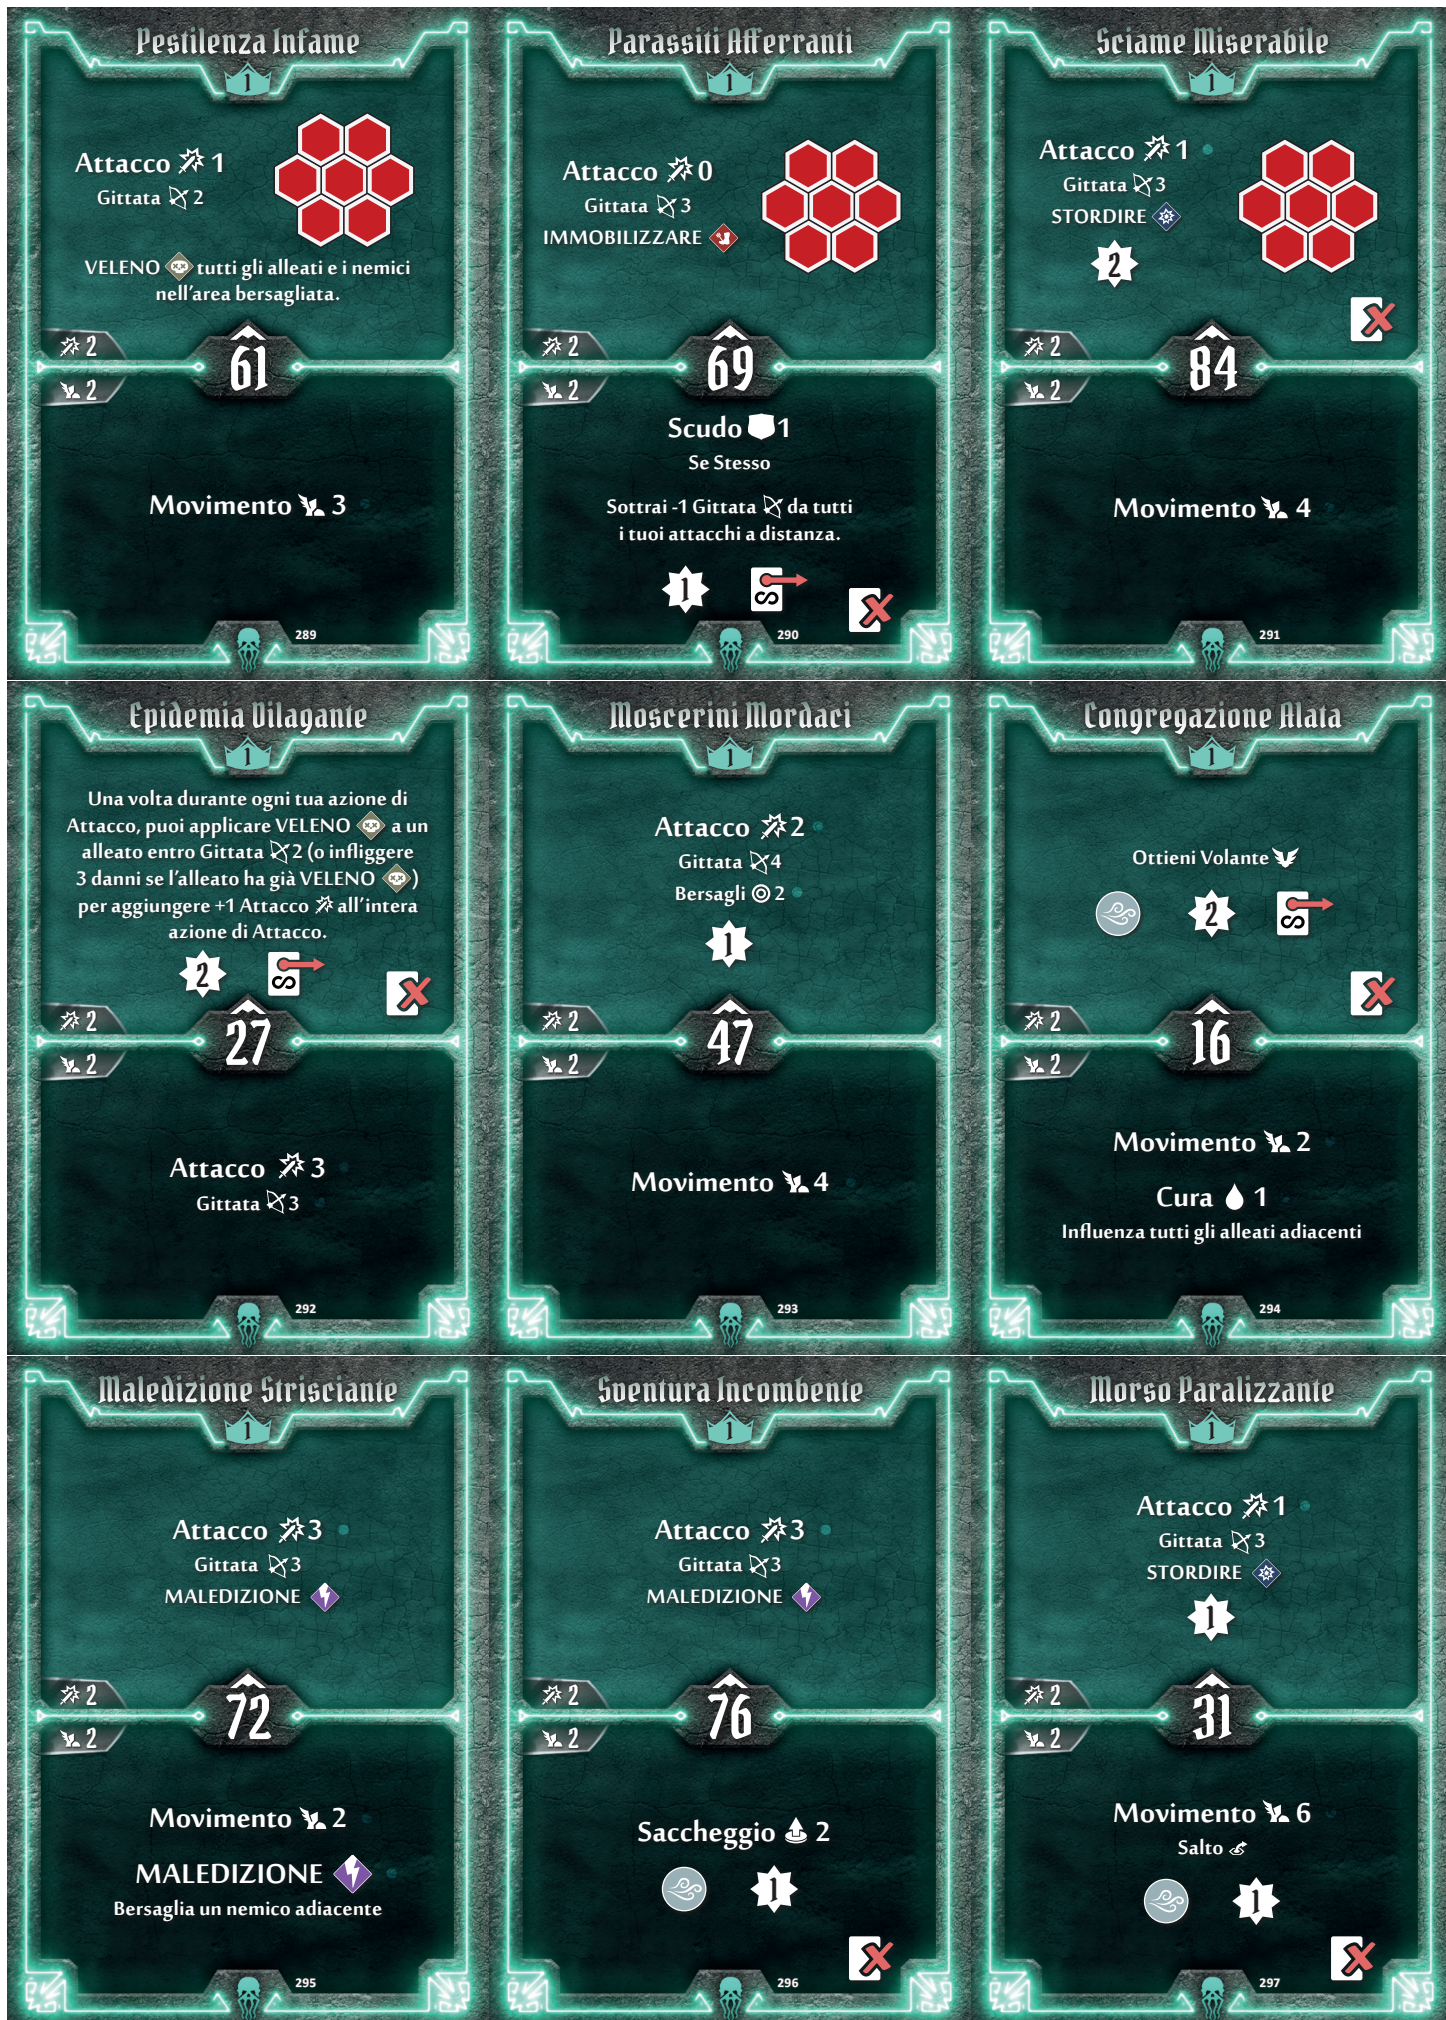 Pestilenza Infame
1
Attacco 1
Gittata 2
VELENO tutti gli alleati e i nemici
nell'area bersagliata.
2
61
2
Movimento 3
289
Parassiti Afferranti
1
Attacco 0
Gittata 3
IMMOBILIZZARE
2
69
2
Scudo 1
Se Stesso
Sottrai -1 Gittata da tutti
i tuoi attacchi a distanza.
1
290
Sciame Miserabile
1
Attacco 1
Gittata 3
STORDIRE
2
2
84
2
Movimento 4
291
Epidemia Dilagante
1
Una volta durante ogni tua azione di
Attacco, puoi applicare VELENO a un
alleato entro Gittata 2 (o infliggere
3 danni se l'alleato ha già VELENO )
per aggiungere +1 Attacco all'intera
azione di Attacco.
2
2
27
2
Attacco 3
Gittata 3
292
Moscerini Mordaci
1
Attacco 2
Gittata 4
Bersagli 2
1
2
47
2
Movimento 4
293
Congregazione Alata
1
Ottieni Volante
2
2
16
2
Movimento 2
Cura 1
Influenza tutti gli alleati adiacenti
294
Maledizione Strisciante
1
Attacco 3
Gittata 3
MALEDIZIONE
2
72
2
Movimento 2
MALEDIZIONE
Bersaglia un nemico adiacente
295
Sventura Incombente
1
Attacco 3
Gittata 3
MALEDIZIONE
2
76
2
Saccheggio 2
1
296
Morso Paralizzante
1
Attacco 1
Gittata 3
STORDIRE
1
2
31
2
Movimento 6
Salto
1
297